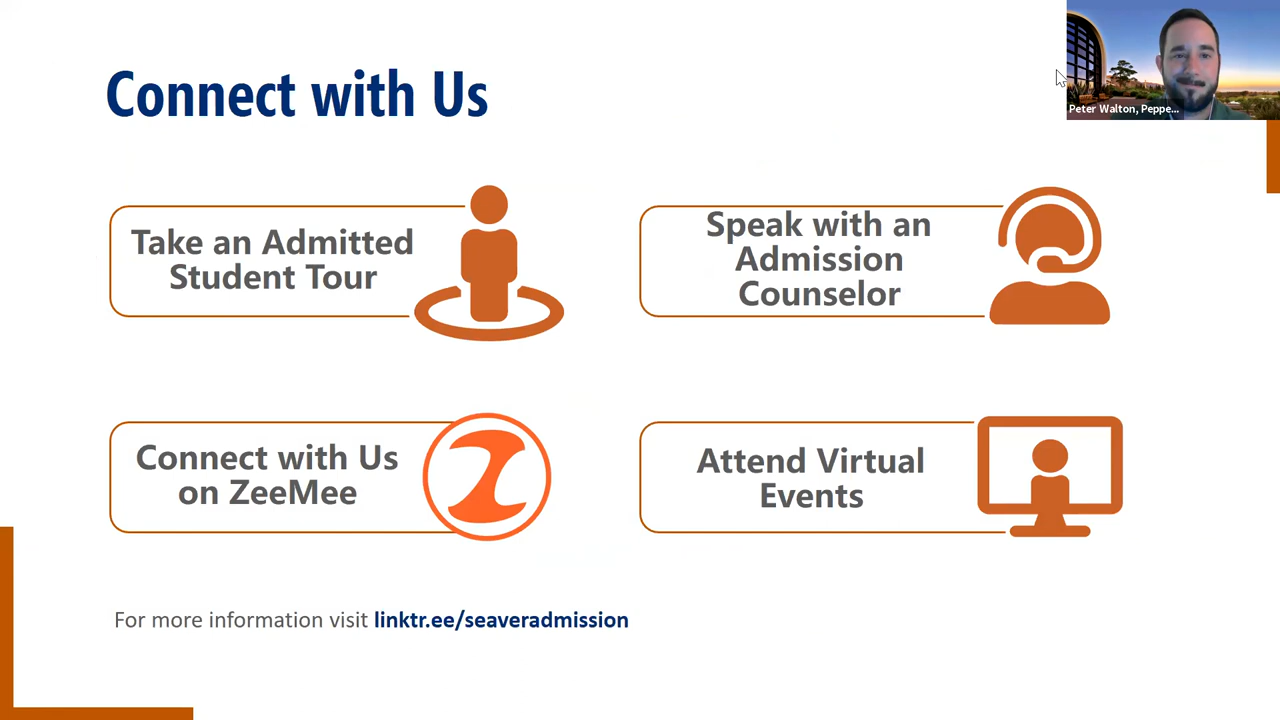 Connect with Us
Peter Walton, Peppe...
Take an Admitted
Student Tour
Speak with an
Admission
Counselor
Connect with Us
on ZeeMee
Attend Virtual
Events
For more information visit linktr.ee/seaveradmission